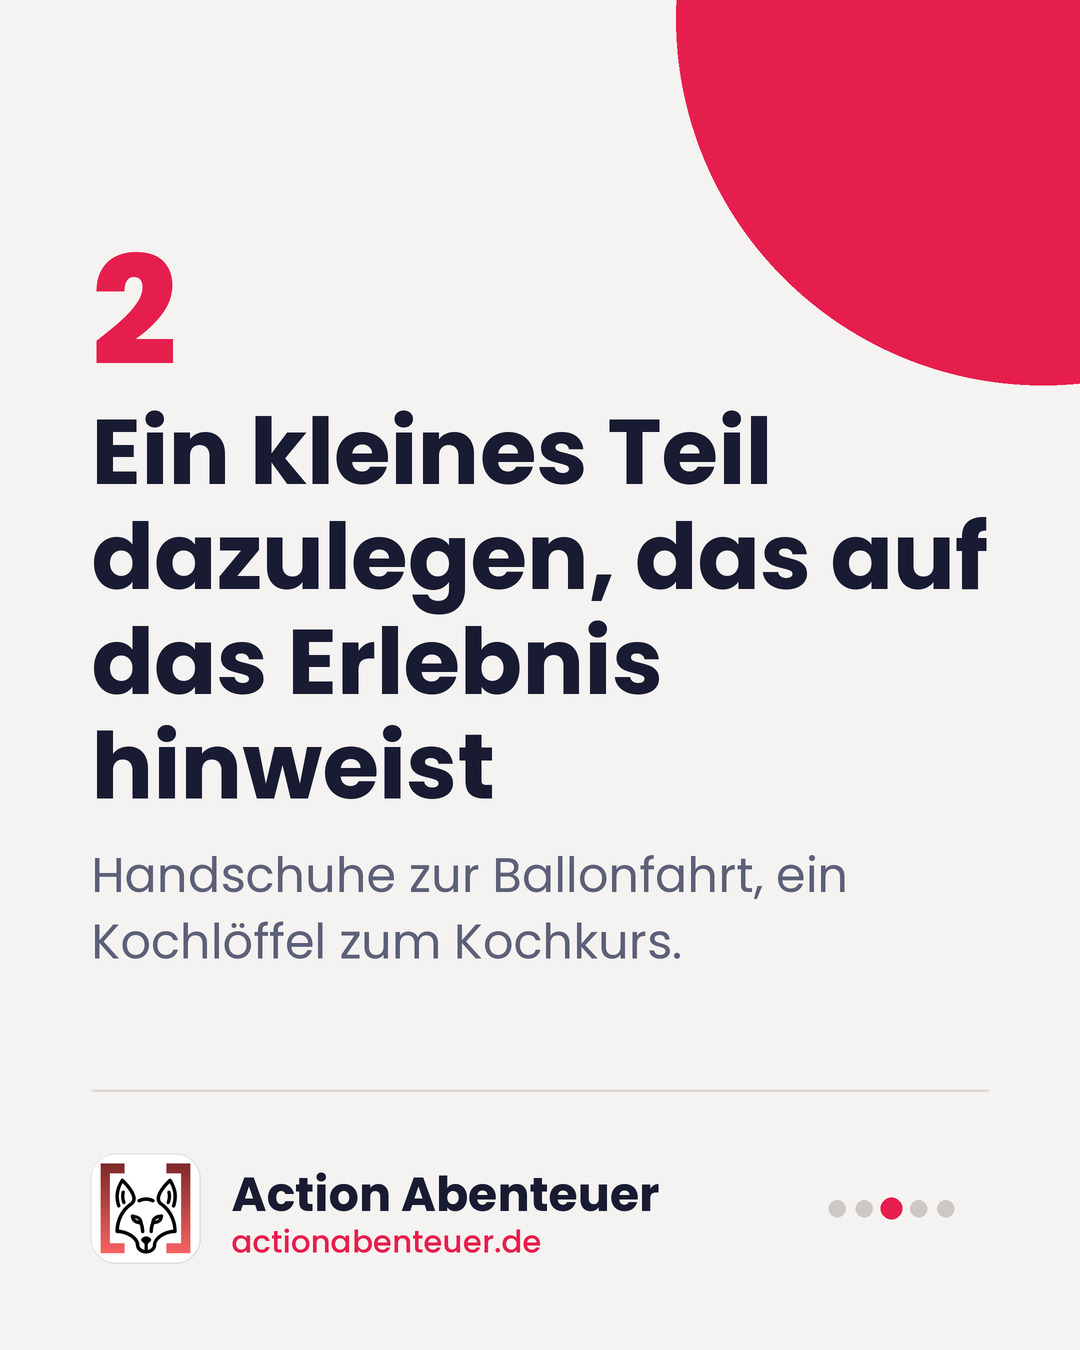 2
Ein kleines Teil
dazulegen, das auf
das Erlebnis
hinweist
Handschuhe zur Ballonfahrt, ein
Kochlöffel zum Kochkurs.
Action Abenteuer
actionabenteuer.de